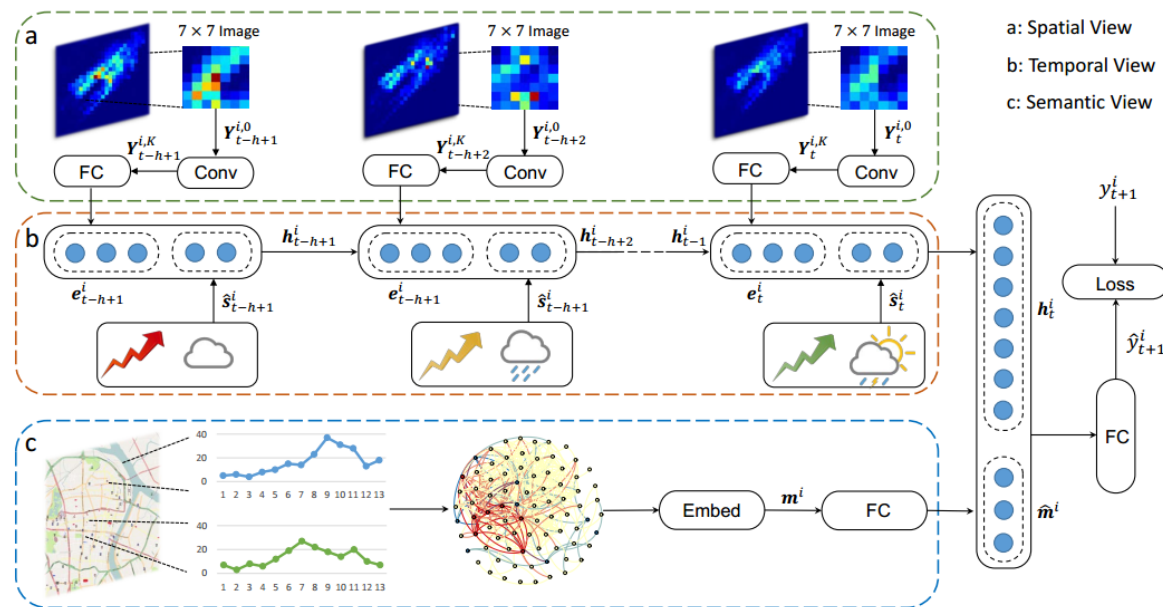 a
7 × 7 Image
7 × 7 Image
7 × 7 Image
a: Spatial View
b: Temporal View
c: Semantic View
Y^{i,0}_{t-h+1}
Y^{i,0}_{t-h+2}
Y^{i,0}_{t}
Y^{i,K}_{t-h+1}
Y^{i,K}_{t-h+2}
Y^{i,K}_{t}
FC
Conv
FC
Conv
FC
Conv
b
h^{i}_{t-h+1}
h^{i}_{t-h+2}
h^{i}_{t-1}
e^{i}_{t-h+1}
ŝ^{i}_{t-h+1}
e^{i}_{t-h+1}
ŝ^{i}_{t-h+1}
e^{i}_{t}
ŝ^{i}_{t}
y^{i}_{t+1}
Loss
h^{i}_{t}
ŷ^{i}_{t+1}
FC
m̂^{i}
c
40
20
0
1 2 3 4 5 6 7 8 9 10 11 12 13
40
20
0
1 2 3 4 5 6 7 8 9 10 11 12 13
Embed
m^{i}
FC